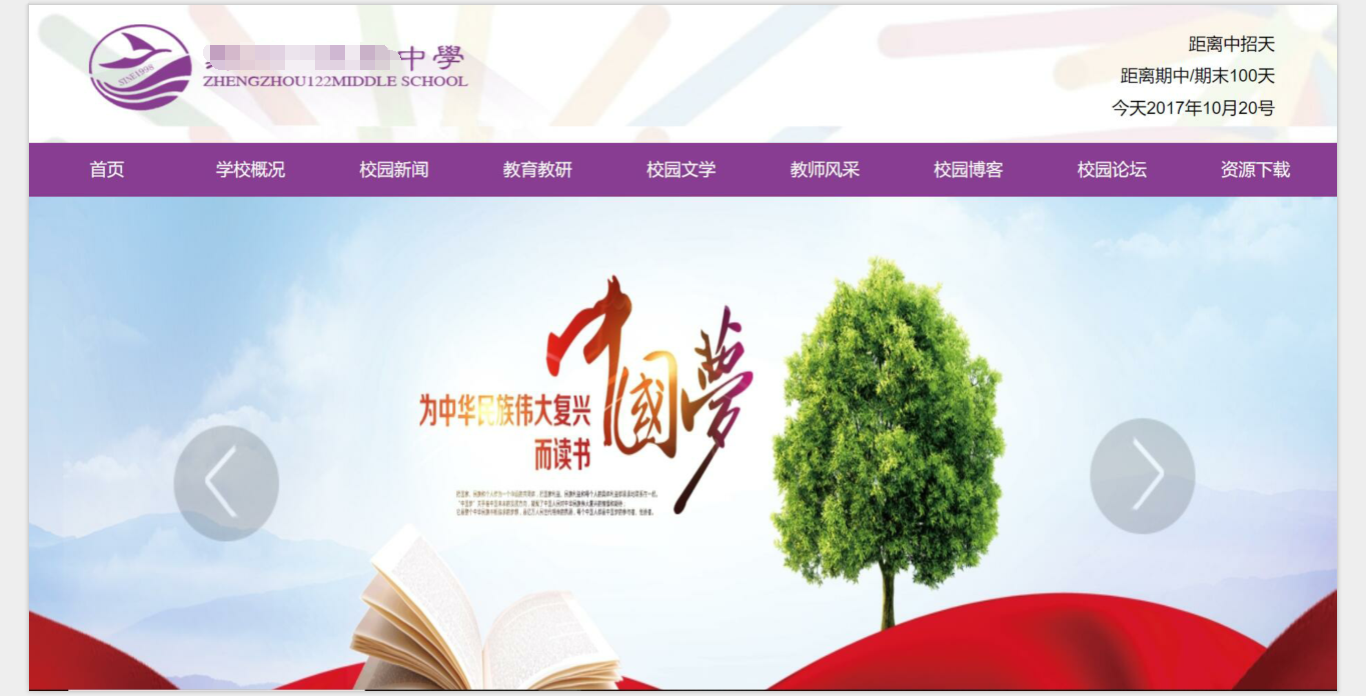 中學
ZHENGZHOU122MIDDLE SCHOOL
SINE1998
距离中招天
距离期中/期末100天
今天2017年10月20号
首页 学校概况 校园新闻 教育教研 校园文学 教师风采 校园博客 校园论坛 资源下载
中國夢
为中华民族伟大复兴
而读书